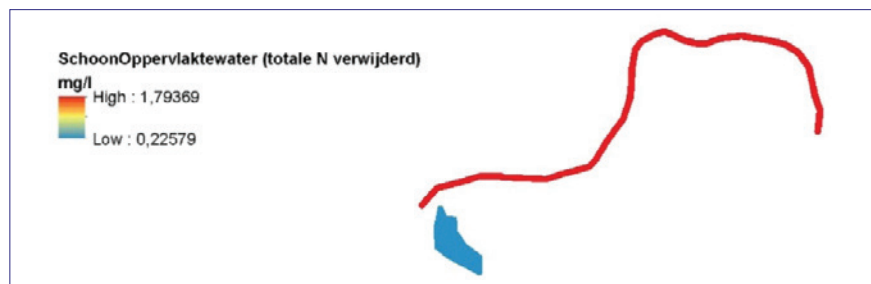 SchoonOppervlaktewater (totale N verwijderd)
mg/l
High : 1,79369
Low : 0,22579